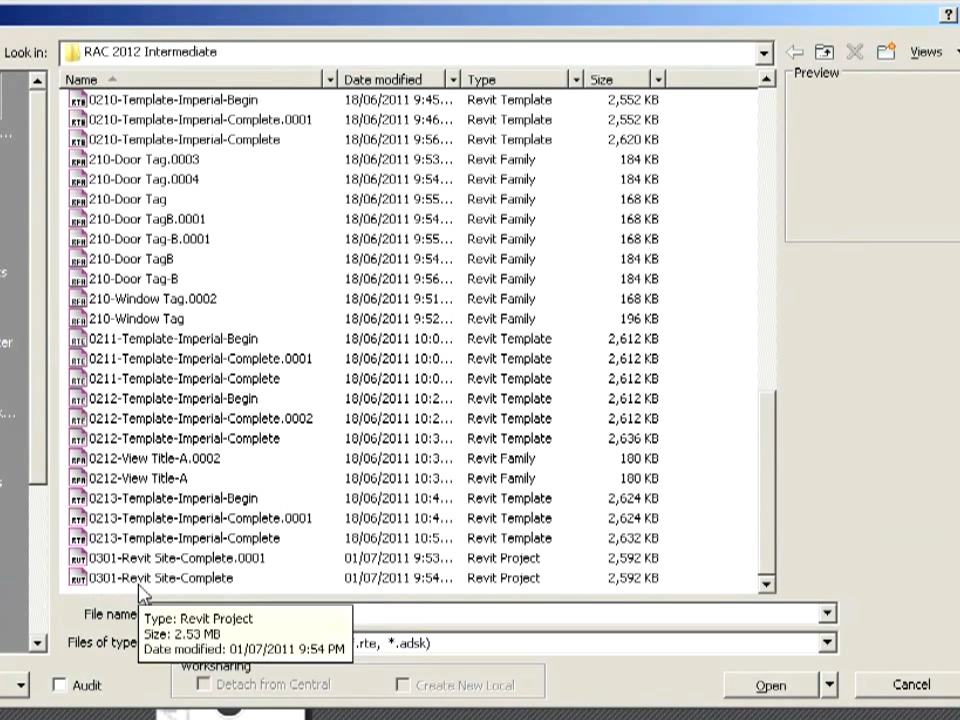 Look in: RAC 2012 Intermediate Views
Name Date modified Type Size Preview
0210-Template-Imperial-Begin 18/06/2011 9:45... Revit Template 2,552 KB
0210-Template-Imperial-Complete.0001 18/06/2011 9:46... Revit Template 2,552 KB
0210-Template-Imperial-Complete 18/06/2011 9:56... Revit Template 2,620 KB
210-Door Tag.0003 18/06/2011 9:53... Revit Family 184 KB
210-Door Tag.0004 18/06/2011 9:54... Revit Family 184 KB
210-Door Tag 18/06/2011 9:55... Revit Family 168 KB
210-Door TagB.0001 18/06/2011 9:54... Revit Family 168 KB
210-Door Tag-B.0001 18/06/2011 9:55... Revit Family 168 KB
210-Door TagB 18/06/2011 9:54... Revit Family 184 KB
210-Door Tag-B 18/06/2011 9:56... Revit Family 184 KB
210-Window Tag.0002 18/06/2011 9:51... Revit Family 168 KB
210-Window Tag 18/06/2011 9:52... Revit Family 196 KB
0211-Template-Imperial-Begin 18/06/2011 10:0... Revit Template 2,612 KB
0211-Template-Imperial-Complete.0001 18/06/2011 10:0... Revit Template 2,612 KB
0211-Template-Imperial-Complete 18/06/2011 10:0... Revit Template 2,612 KB
0212-Template-Imperial-Begin 18/06/2011 10:2... Revit Template 2,612 KB
0212-Template-Imperial-Complete.0002 18/06/2011 10:2... Revit Template 2,612 KB
0212-Template-Imperial-Complete 18/06/2011 10:3... Revit Template 2,636 KB
0212-View Title-A.0002 18/06/2011 10:3... Revit Family 180 KB
0212-View Title-A 18/06/2011 10:3... Revit Family 180 KB
0213-Template-Imperial-Begin 18/06/2011 10:4... Revit Template 2,624 KB
0213-Template-Imperial-Complete.0001 18/06/2011 10:4... Revit Template 2,624 KB
0213-Template-Imperial-Complete 18/06/2011 10:5... Revit Template 2,632 KB
0301-Revit Site-Complete.0001 01/07/2011 9:53... Revit Project 2,592 KB
0301-Revit Site-Complete 01/07/2011 9:54... Revit Project 2,592 KB
File name
Type: Revit Project
Size: 2.53 MB
Files of type .rte, *.adsk)
Date modified: 01/07/2011 9:54 PM
Worksharing
Audit Detach from Central Create New Local Open Cancel